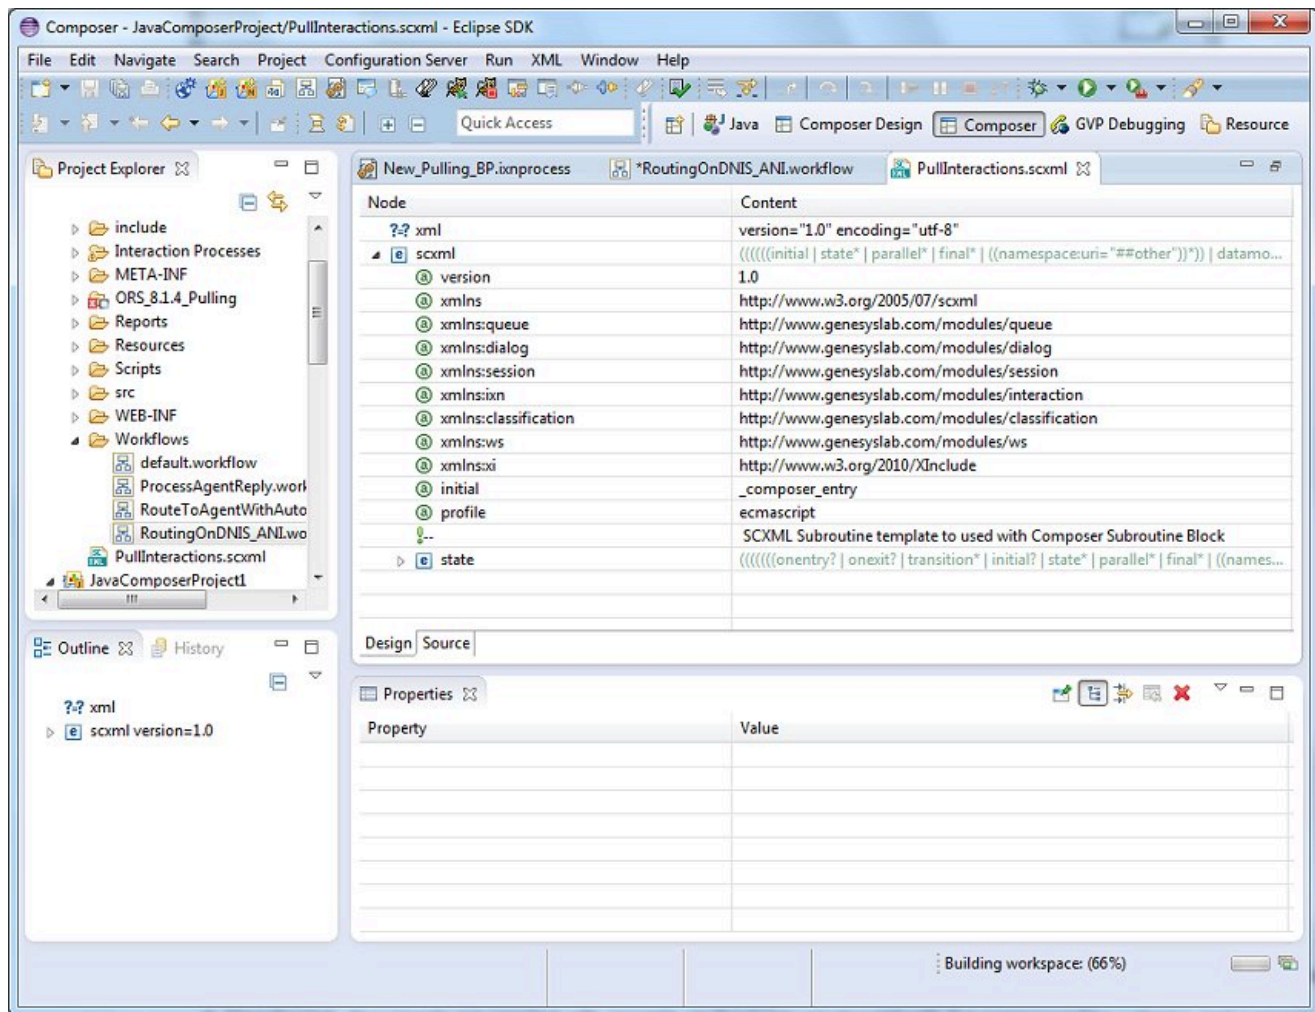 Composer - JavaComposerProject/PullInteractions.scxml - Eclipse SDK
File Edit Navigate Search Project Configuration Server Run XML Window Help
Quick Access
Java Composer Design Composer GVP Debugging Resource
Project Explorer
include
Interaction Processes
META-INF
ORS_8.1.4_Pulling
Reports
Resources
Scripts
src
WEB-INF
Workflows
default.workflow
ProcessAgentReply.work
RouteToAgentWithAuto
RoutingOnDNIS_ANI.wo
PullInteractions.scxml
JavaComposerProject1
New_Pulling_BP.ixnprocess *RoutingOnDNIS_ANI.workflow PullInteractions.scxml
Node Content
?=? xml version="1.0" encoding="utf-8"
e scxml ((((((initial | state* | parallel* | final* | ((namespace:uri="##other"))*)) | datamo...
a version 1.0
a xmlns http://www.w3.org/2005/07/scxml
a xmlns:queue http://www.genesyslab.com/modules/queue
a xmlns:dialog http://www.genesyslab.com/modules/dialog
a xmlns:session http://www.genesyslab.com/modules/session
a xmlns:ixn http://www.genesyslab.com/modules/interaction
a xmlns:classification http://www.genesyslab.com/modules/classification
a xmlns:ws http://www.genesyslab.com/modules/ws
a xmlns:xi http://www.w3.org/2010/XInclude
a initial _composer_entry
a profile ecmascript
!-- SCXML Subroutine template to used with Composer Subroutine Block
e state (((((((onentry? | onexit? | transition* | initial? | state* | parallel* | final* | ((names...
Design Source
Outline History
?=? xml
e scxml version=1.0
Properties
Property Value
Building workspace: (66%)